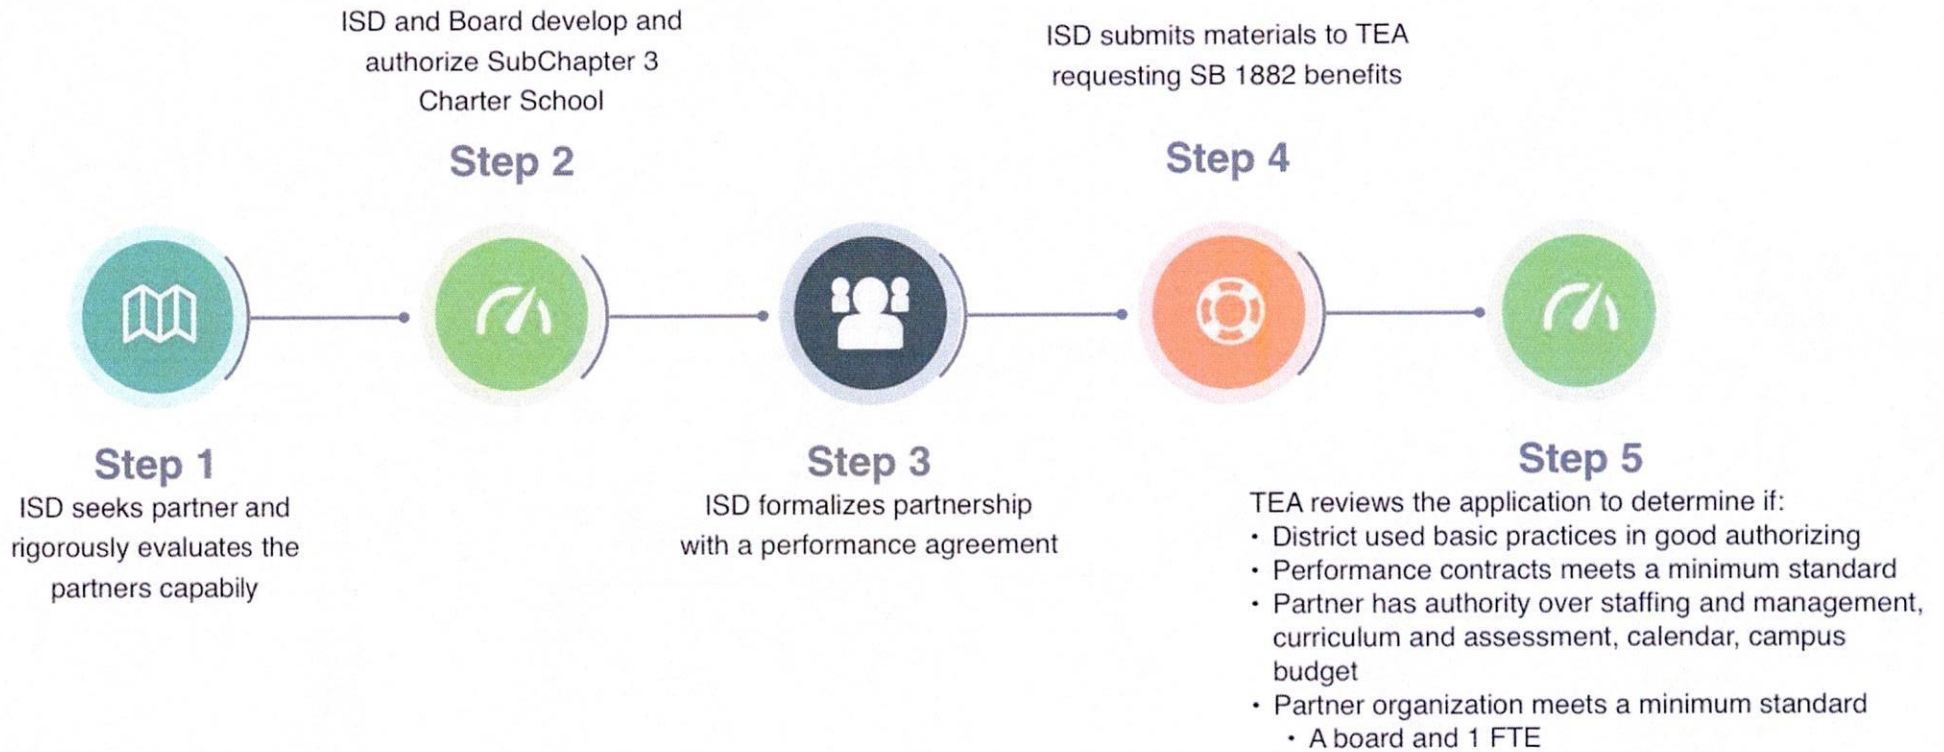 Step 1
ISD seeks partner and
rigorously evaluates the
partners capabily
ISD and Board develop and
authorize SubChapter 3
Charter School
Step 2
Step 3
ISD formalizes partnership
with a performance agreement
ISD submits materials to TEA
requesting SB 1882 benefits
Step 4
Step 5
TEA reviews the application to determine if:
• District used basic practices in good authorizing
• Performance contracts meets a minimum standard
• Partner has authority over staffing and management,
curriculum and assessment, calendar, campus
budget
• Partner organization meets a minimum standard
• A board and 1 FTE